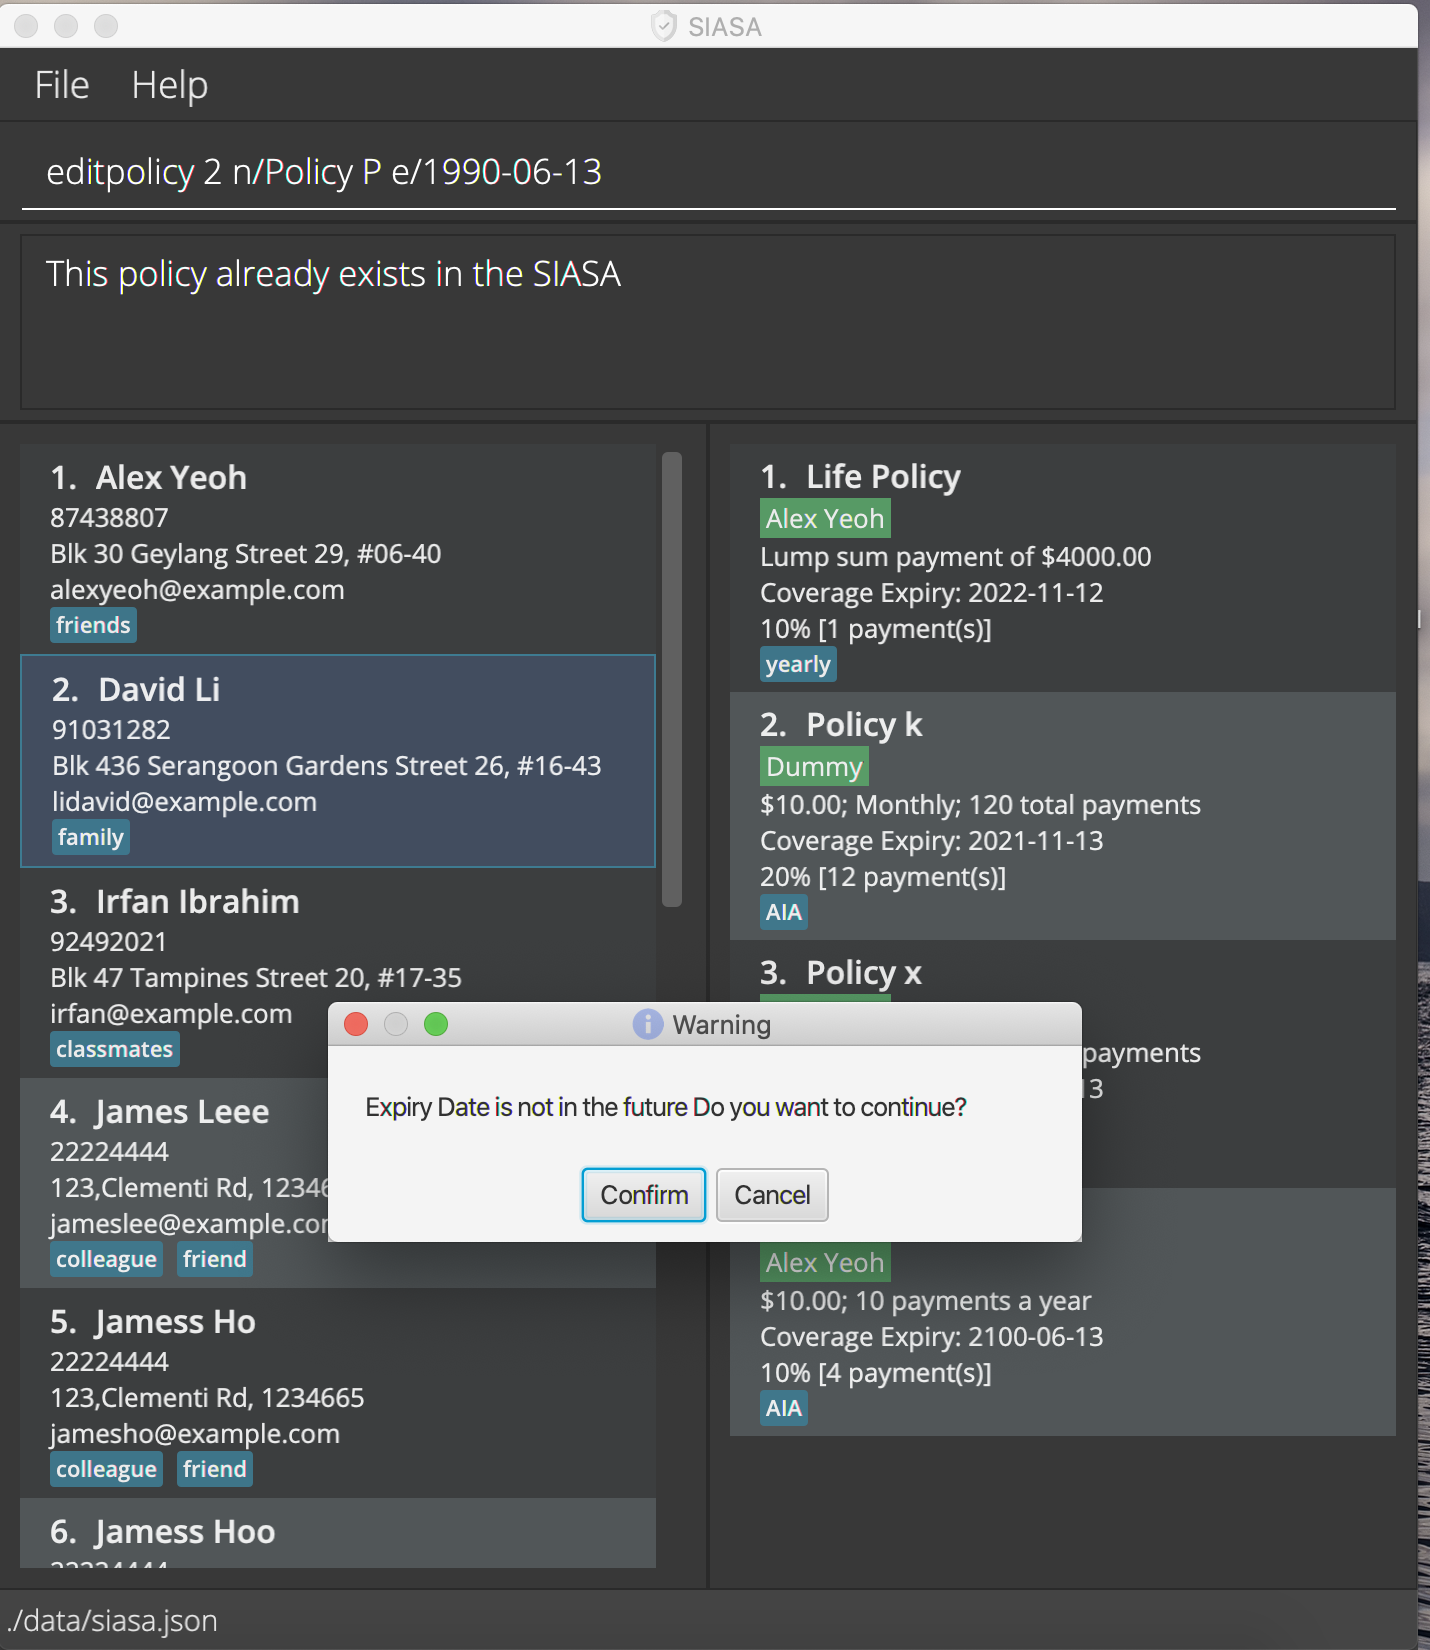 SIASA
File Help
editpolicy 2 n/Policy P e/1990-06-13
This policy already exists in the SIASA
1. Alex Yeoh
87438807
Blk 30 Geylang Street 29, #06-40
alexyeoh@example.com
friends
2. David Li
91031282
Blk 436 Serangoon Gardens Street 26, #16-43
lidavid@example.com
family
3. Irfan Ibrahim
92492021
Blk 47 Tampines Street 20, #17-35
irfan@example.com
classmates
4. James Leee
22224444
123,Clementi Rd, 12346
jameslee@example.cor
colleague friend
5. Jamess Ho
22224444
123,Clementi Rd, 1234665
jamesho@example.com
colleague friend
6. Jamess Hoo
1. Life Policy
Alex Yeoh
Lump sum payment of $4000.00
Coverage Expiry: 2022-11-12
10% [1 payment(s)]
yearly
2. Policy k
Dummy
$10.00; Monthly; 120 total payments
Coverage Expiry: 2021-11-13
20% [12 payment(s)]
AIA
3. Policy x
payments
13
Alex Yeoh
$10.00; 10 payments a year
Coverage Expiry: 2100-06-13
10% [4 payment(s)]
AIA
Warning
Expiry Date is not in the future Do you want to continue?
Confirm Cancel
./data/siasa.json